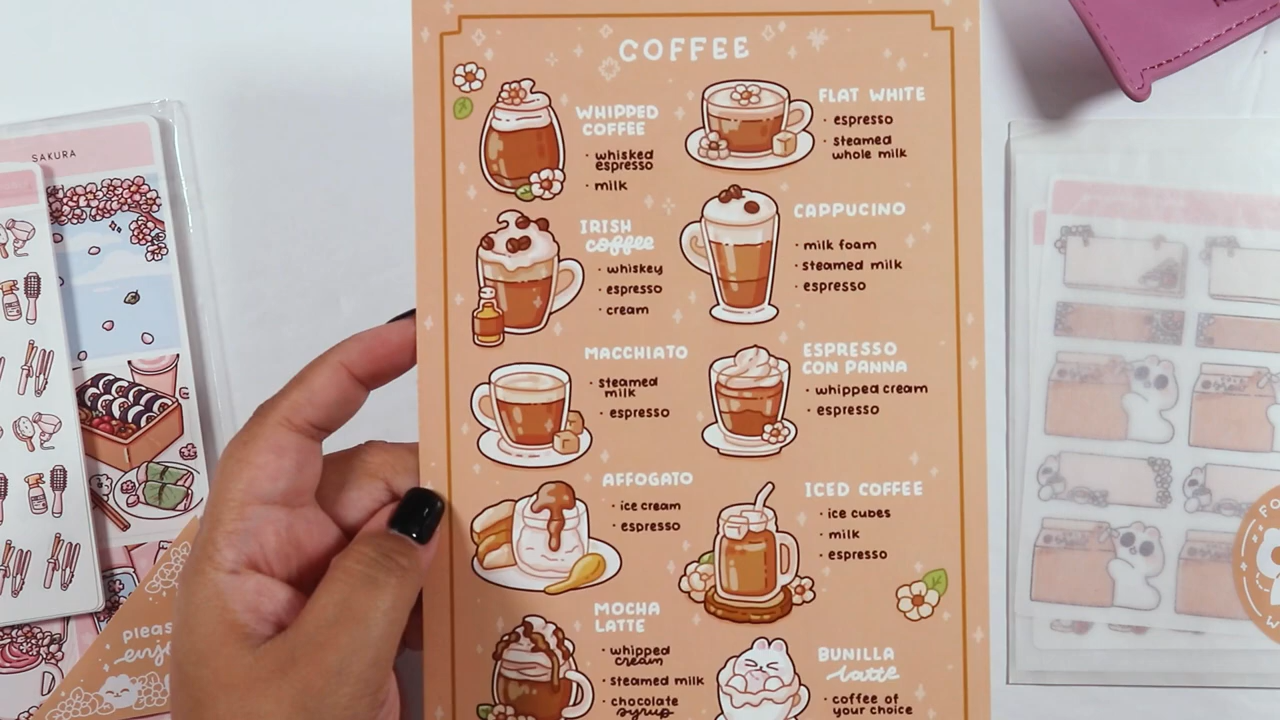 COFFEE
WHIPPED
COFFEE
• whisked
espresso
• milk
FLAT WHITE
• espresso
• steamed
whole milk
IRISH
coffee
• whiskey
• espresso
• cream
CAPPUCINO
• milk foam
• steamed milk
• espresso
MACCHIATO
• steamed
milk
• espresso
ESPRESSO
CON PANNA
• whipped cream
• espresso
AFFOGATO
• ice cream
• espresso
ICED COFFEE
• ice cubes
• milk
• espresso
MOCHA
LATTE
• whipped
cream
• steamed milk
• chocolate
syrup
BUNILLA
latte
• coffee of
your choice
SAKURA